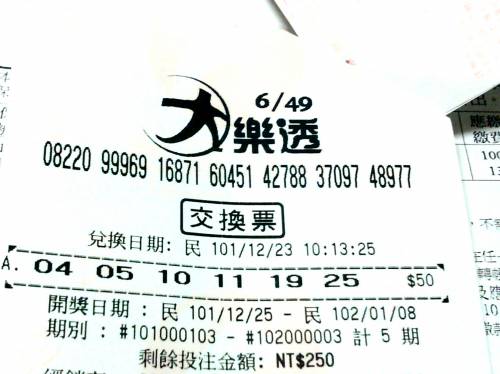 6/49
大樂透
08220 99969 16871 60451 42788 37097 48977
交換票
兌換日期: 民 101/12/23 10:13:25
A. 04 05 10 11 19 25 $50
開獎日期 : 民 101/12/25 - 民 102/01/08
期別 : #101000103 - #102000003 計 5 期
剩餘投注金額: NT$250